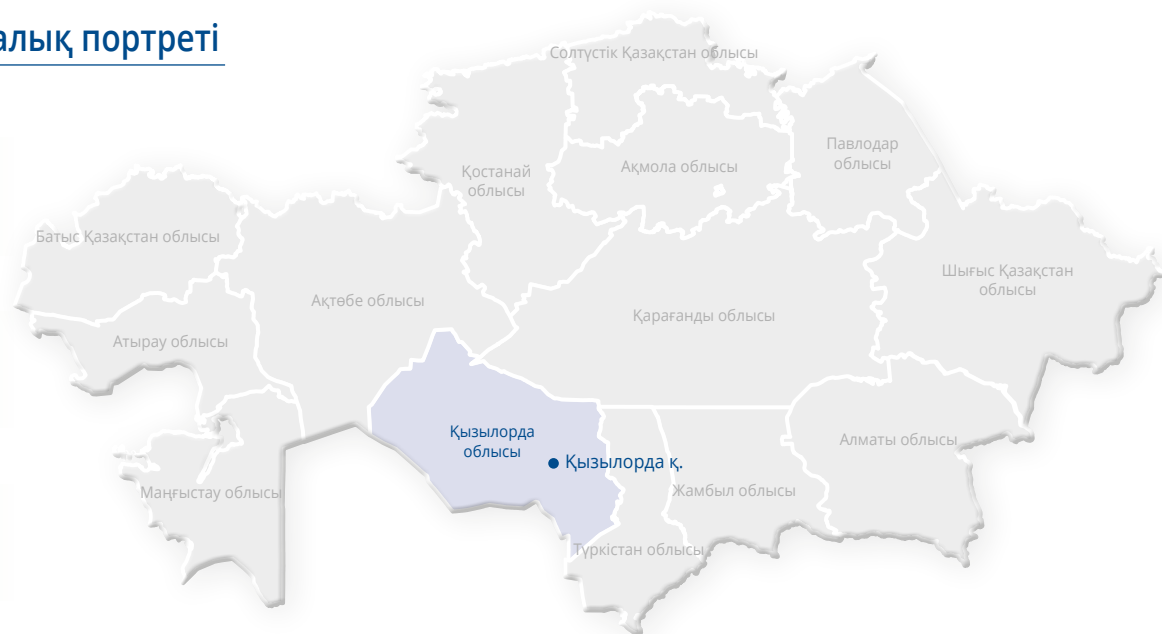 алық портреті
Солтүстік Қазақстан облысы
Павлодар
облысы
Ақмола облысы
Қостанай
облысы
Батыс Қазақстан облысы
Шығыс Қазақстан
облысы
Ақтөбе облысы
Қарағанды облысы
Атырау облысы
Қызылорда
облысы
Алматы облысы
Қызылорда қ.
Маңғыстау облысы
Жамбыл облысы
Түркістан облысы